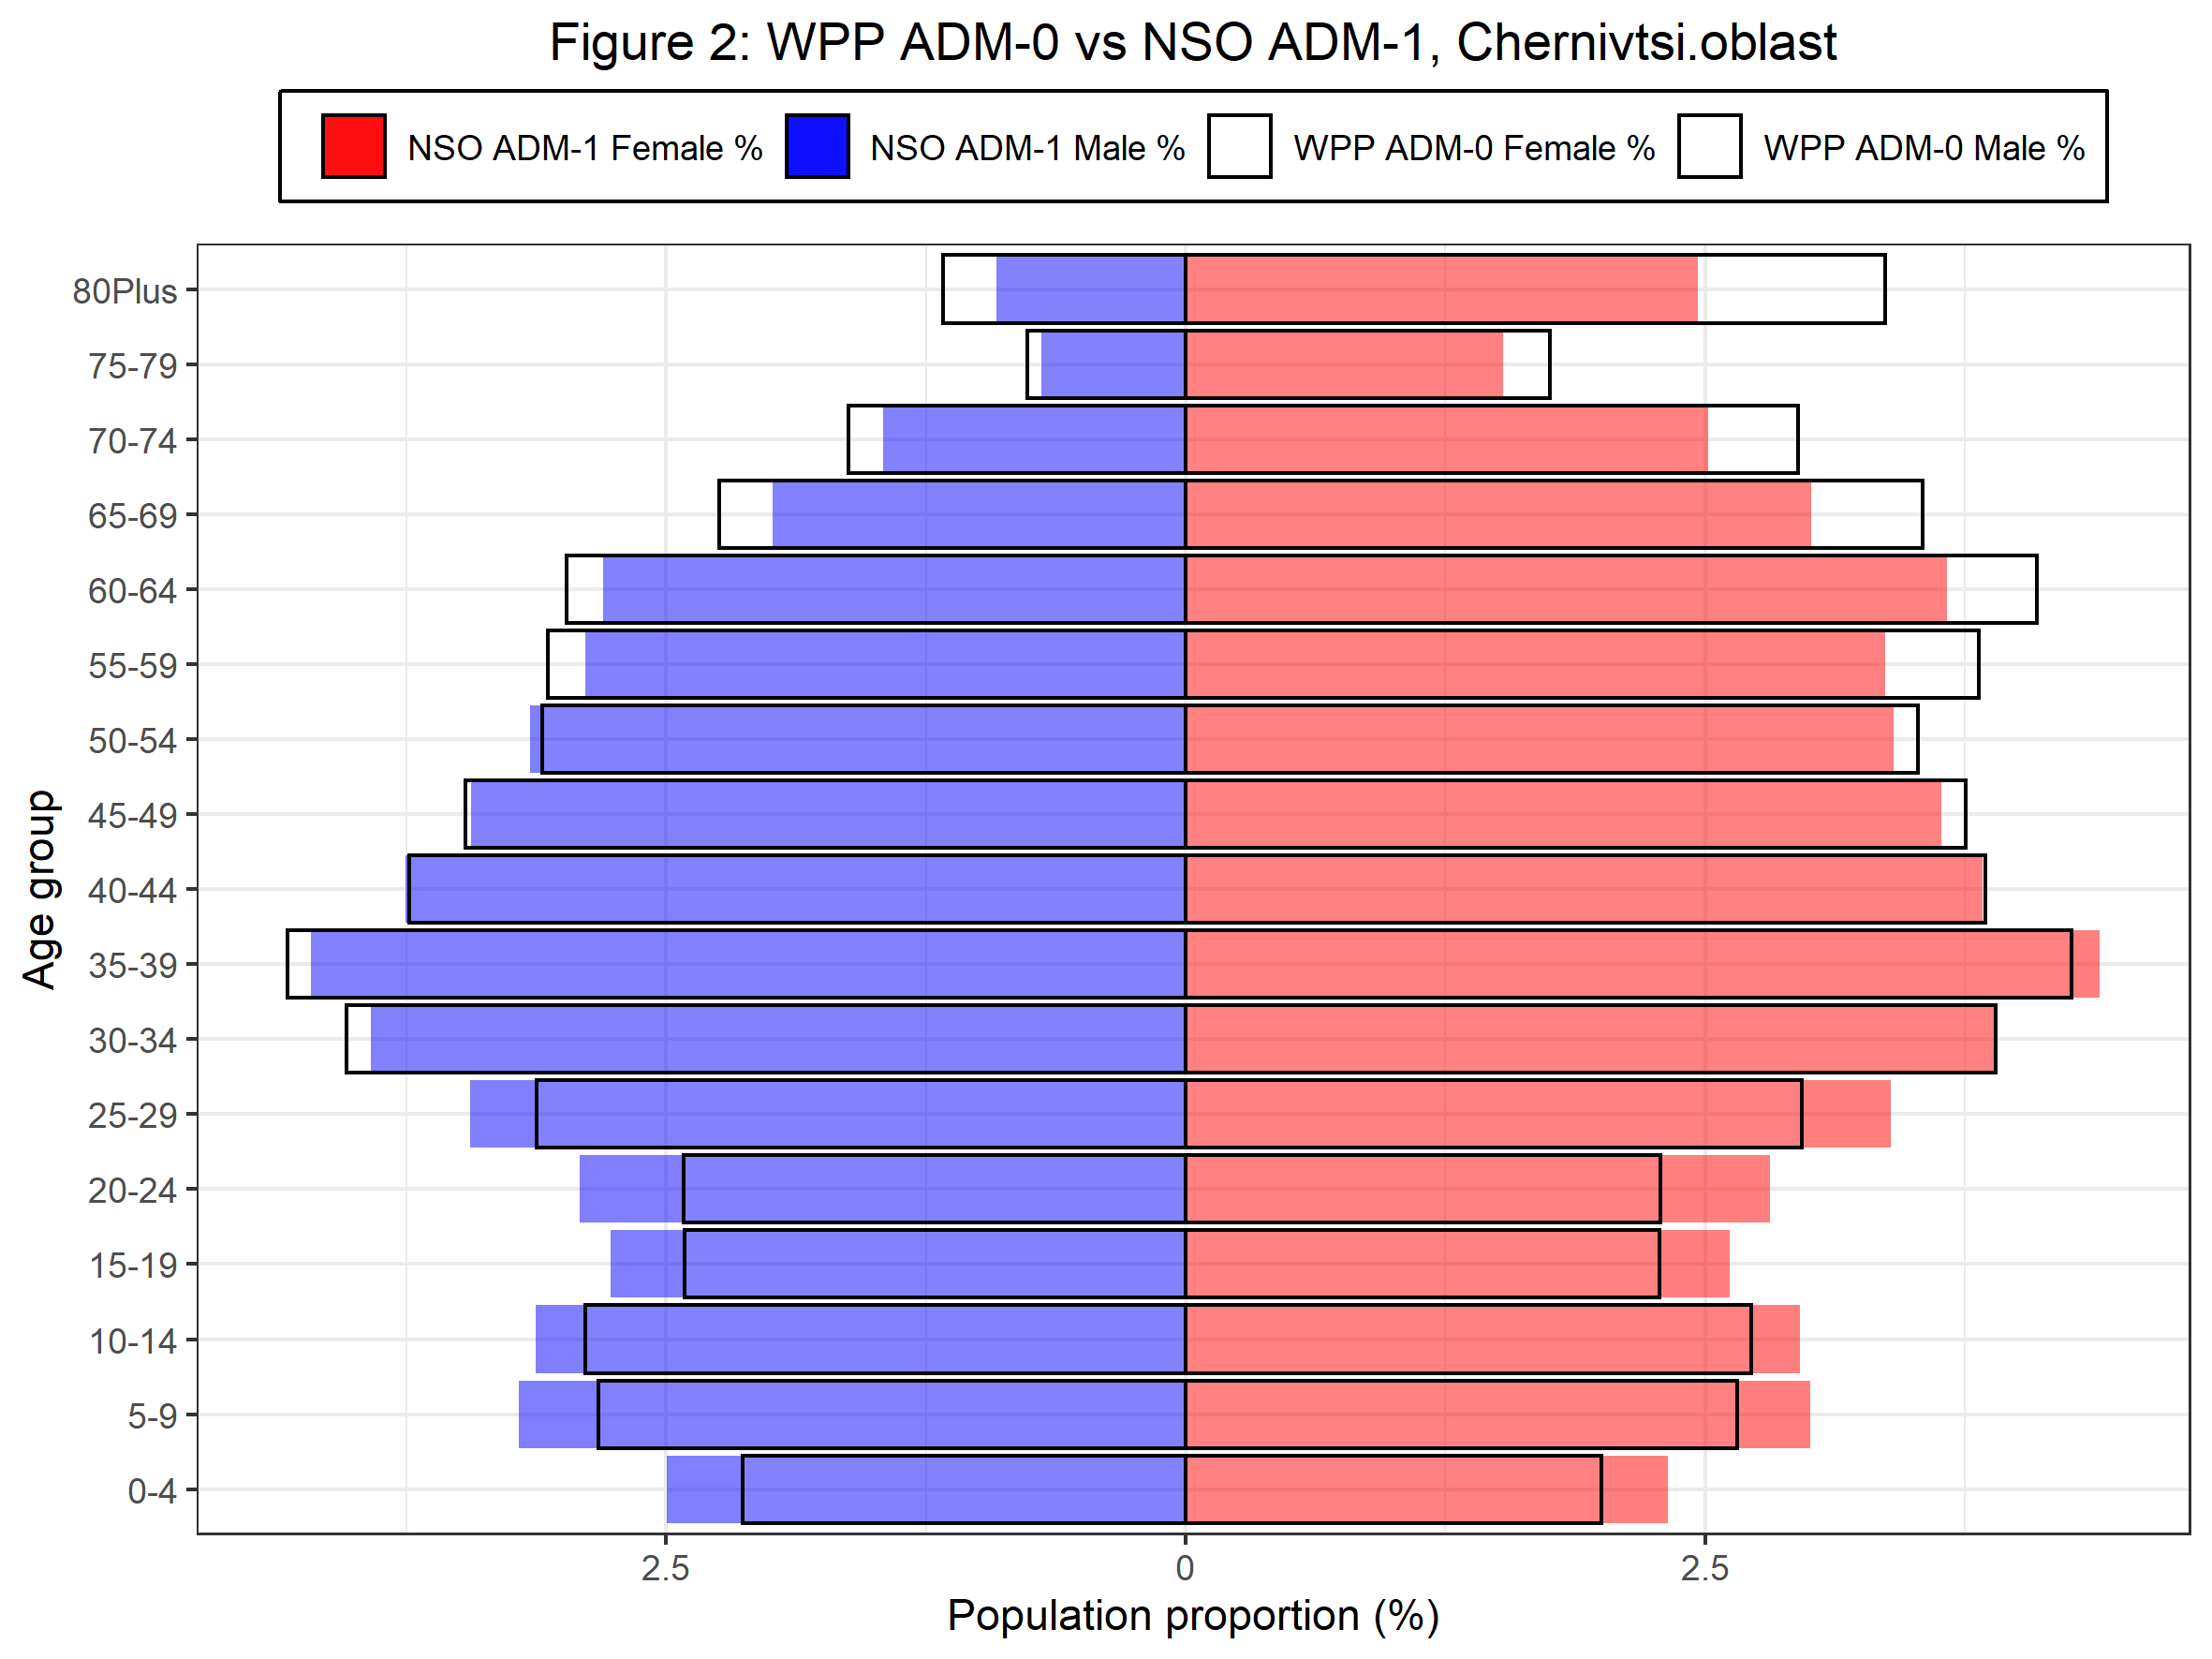 Figure 2: WPP ADM-0 vs NSO ADM-1, Chernivtsi.oblast
NSO ADM-1 Female % NSO ADM-1 Male % WPP ADM-0 Female % WPP ADM-0 Male %
80Plus
75-79
70-74
65-69
60-64
55-59
50-54
45-49
40-44
35-39
30-34
25-29
20-24
15-19
10-14
5-9
0-4
Age group
2.5 0 2.5
Population proportion (%)